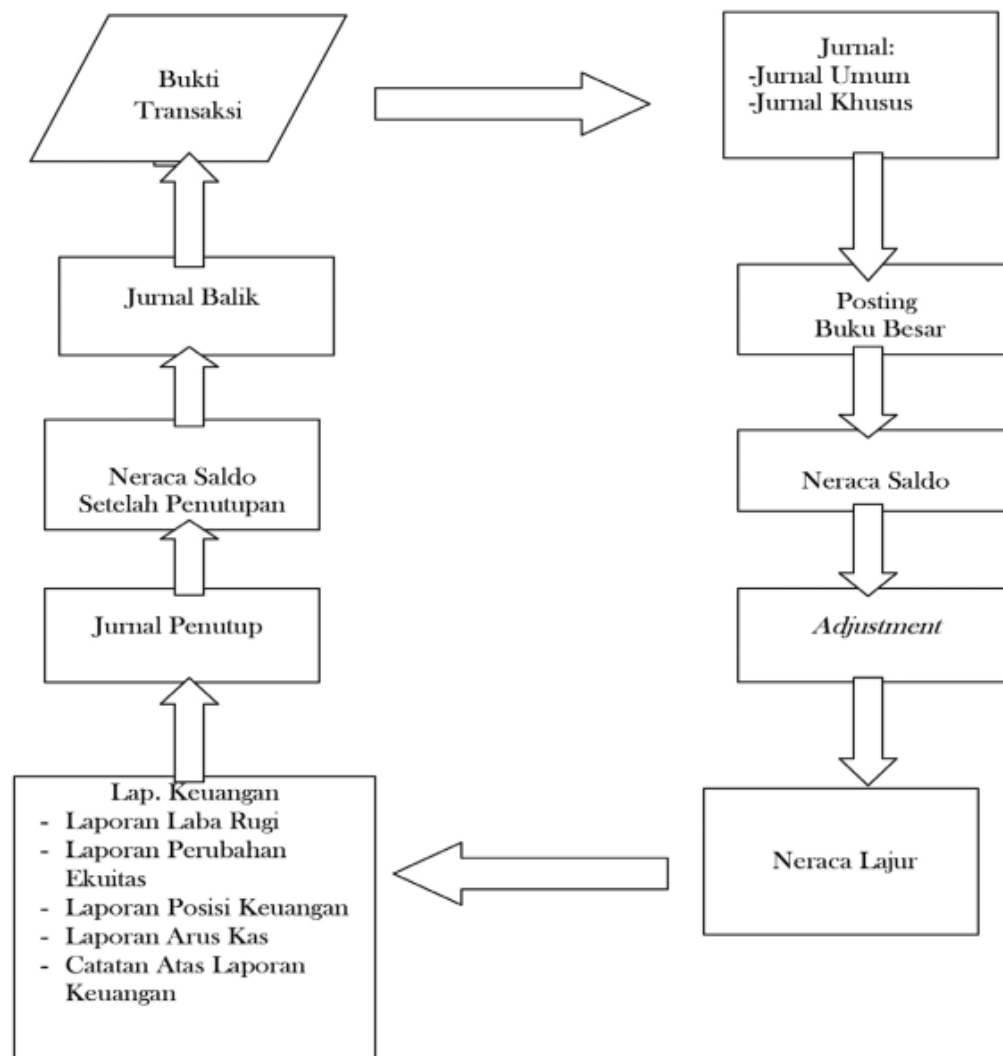 Bukti
Transaksi
Jurnal:
-Jurnal Umum
-Jurnal Khusus
Posting
Buku Besar
Neraca Saldo
Adjustment
Neraca Lajur
Lap. Keuangan
- Laporan Laba Rugi
- Laporan Perubahan
Ekuitas
- Laporan Posisi Keuangan
- Laporan Arus Kas
- Catatan Atas Laporan
Keuangan
Jurnal Penutup
Neraca Saldo
Setelah Penutupan
Jurnal Balik